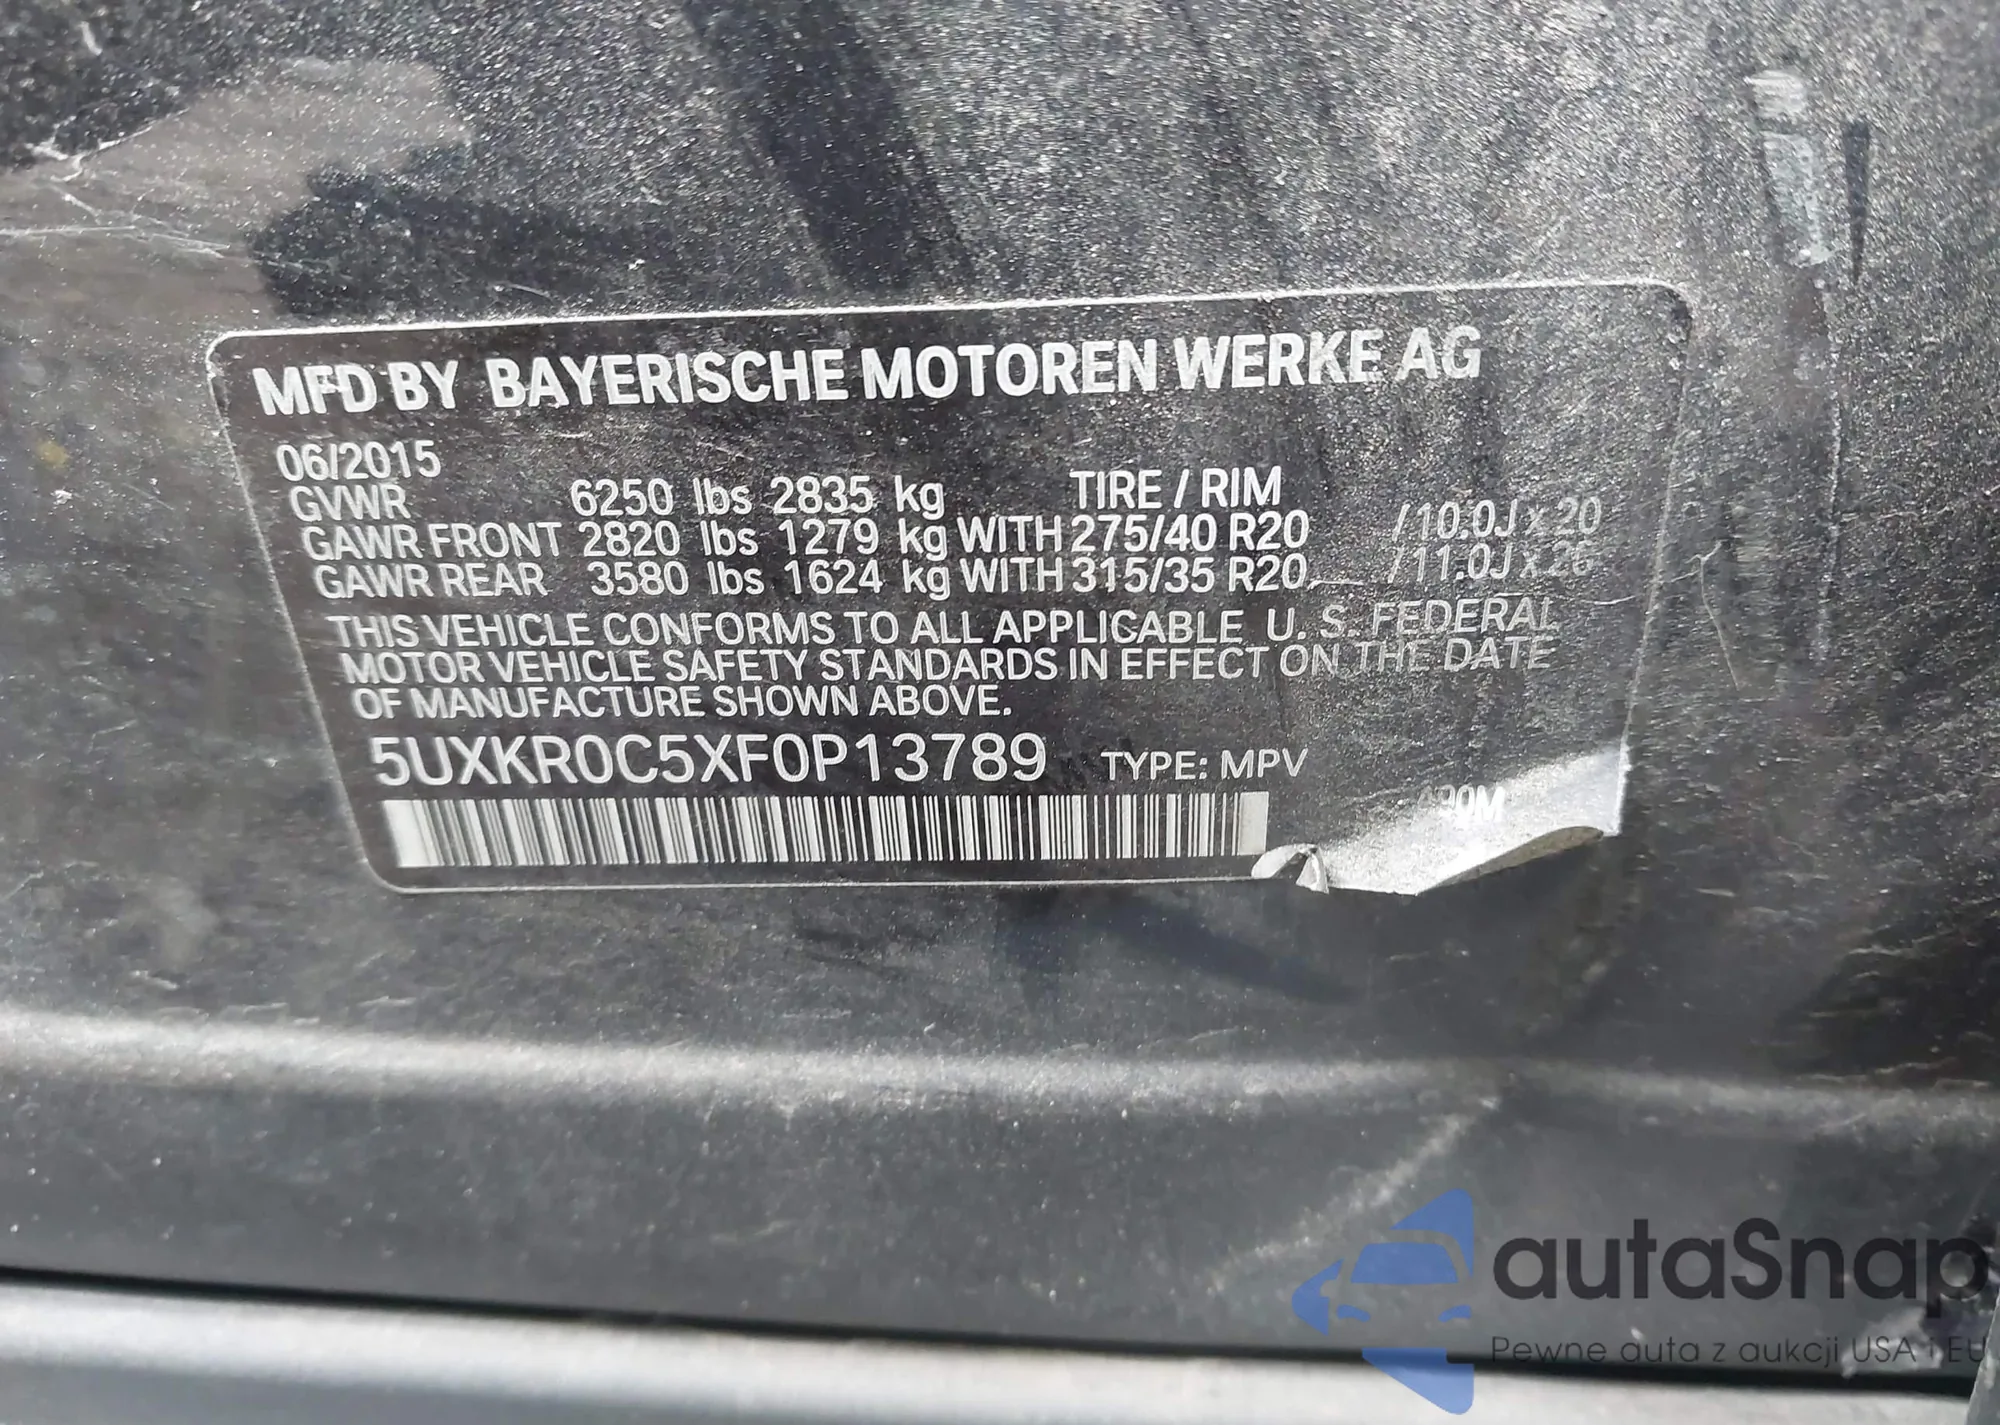 MFD BY BAYERISCHE MOTOREN WERKE AG
06/2015
GVWR 6250 lbs 2835 kg TIRE / RIM
GAWR FRONT 2820 lbs 1279 kg WITH 275/40 R20 /10.0J x 20
GAWR REAR 3580 lbs 1624 kg WITH 315/35 R20 /11.0J x
THIS VEHICLE CONFORMS TO ALL APPLICABLE U. S. FEDERAL
MOTOR VEHICLE SAFETY STANDARDS IN EFFECT ON THE DATE
OF MANUFACTURE SHOWN ABOVE.
5UXKR0C5XF0P13789 TYPE: MPV
autaSnap
Pewne auta z aukcji USA i EU